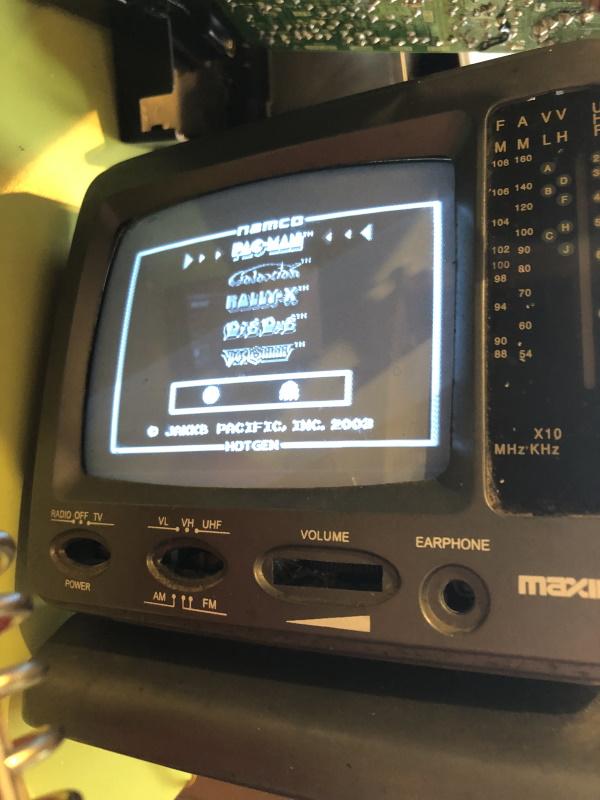 namco
PAC-MAN™
Galaxian™
RALLY-X™
DIG DUG™
© JAKKS PACIFIC, INC. 2003
HOTGEN
F A V V U
M M L H H
F
108 160
A
106 140 B D
120 F
104 100 C H
102 90 J
100 80
98 70
94 60
90
88 54
X10
MHz KHz
RADIO OFF TV
POWER
VL VH UHF
AM FM
VOLUME
EARPHONE